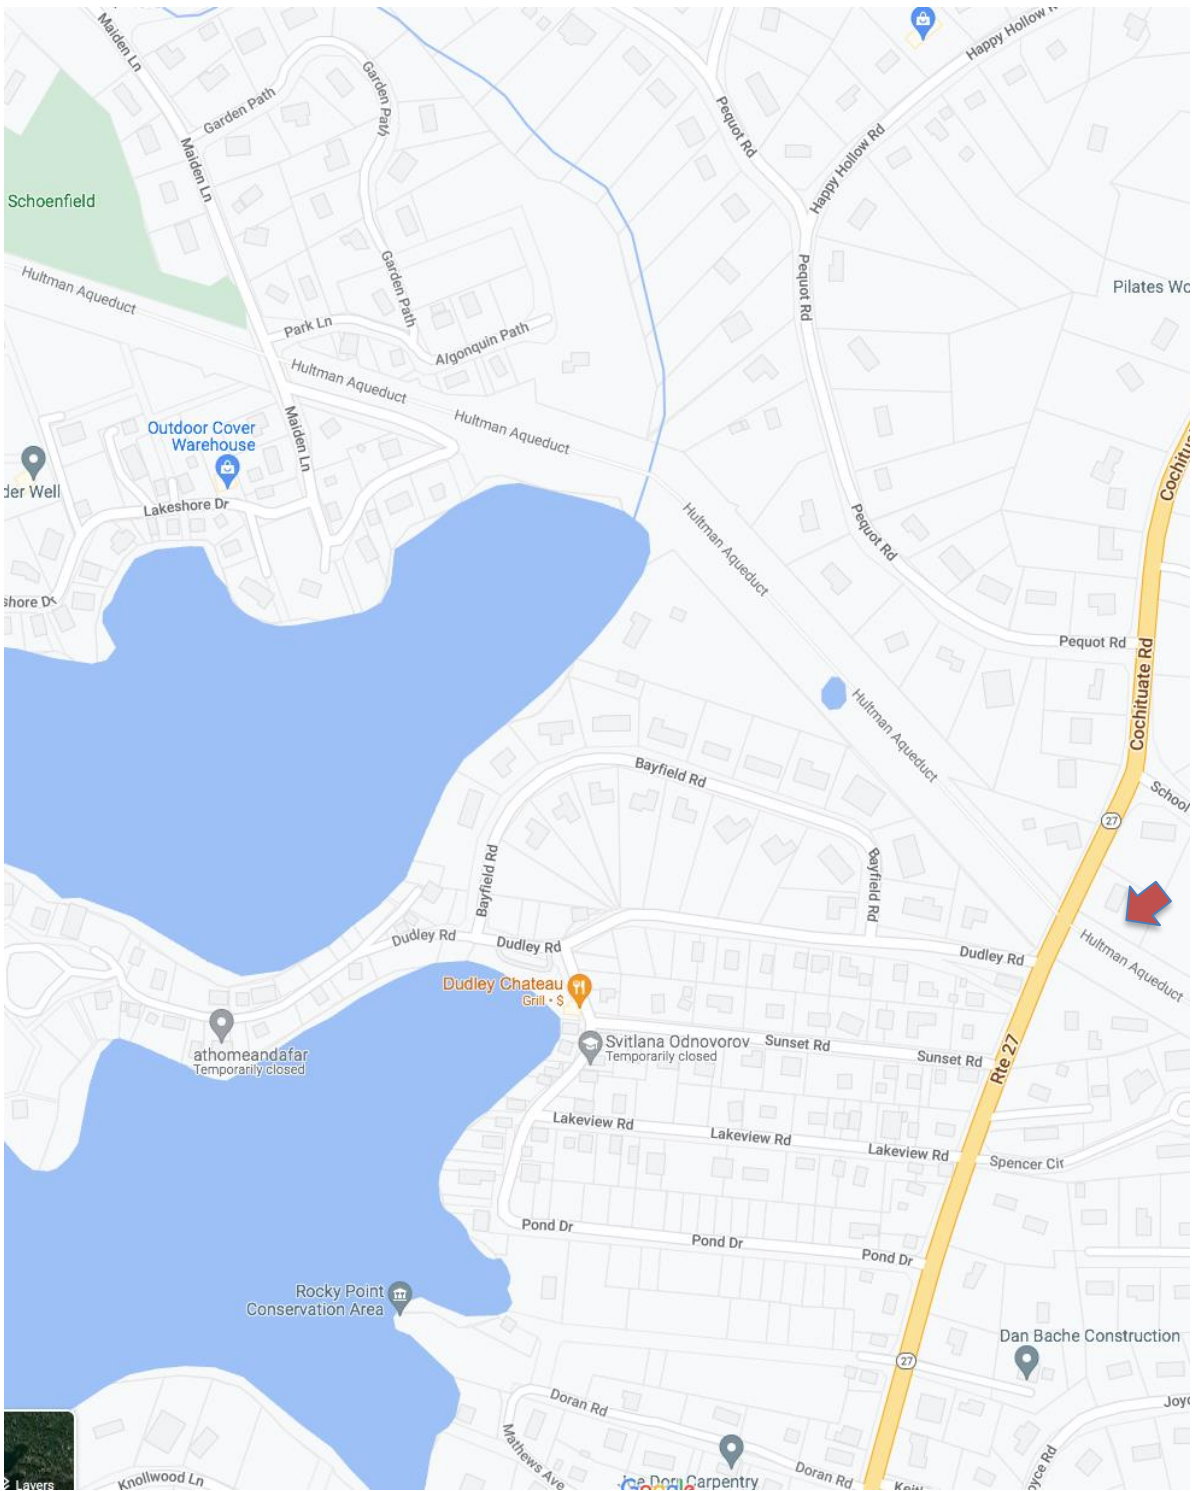 Maiden Ln
Happy Hollow
Garden Path
Garden Path
Pequot Rd
Maiden Ln
Happy Hollow Rd
Schoenfield
Garden Path
Pequot Rd
Hultman Aqueduct
Pilates Wo
Park Ln
Algonquin Path
Hultman Aqueduct
Hultman Aqueduct
Maiden Ln
Outdoor Cover
Warehouse
der Well
Lakeshore Dr
Cochitua
Hultman Aqueduct
Pequot Rd
shore Dr
Pequot Rd
Cochituate Rd
Hultman Aqueduct
Bayfield Rd
School
27
Bayfield Rd
Bayfield Rd
Dudley Rd
Dudley Rd
Dudley Rd
Hultman Aqueduct
Dudley Chateau
Grill • $
athomeandafar
Temporarily closed
Svitlana Odnovorov
Temporarily closed
Sunset Rd
Sunset Rd
Rte 27
Lakeview Rd
Lakeview Rd
Lakeview Rd
Spencer Cir
Pond Dr
Pond Dr
Pond Dr
Rocky Point
Conservation Area
Dan Bache Construction
27
Doran Rd
Joyc
Mathews Ave
oyce Rd
Doran Rd
Carpentry
Google
Knollwood Ln
Layers